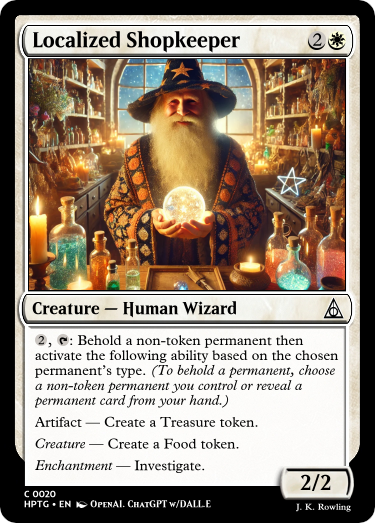 Localized Shopkeeper 2
Creature — Human Wizard
2, : Behold a non-token permanent then
activate the following ability based on the chosen
permanent's type. (To behold a permanent, choose
a non-token permanent you control or reveal a
permanent card from your hand.)
Artifact — Create a Treasure token.
Creature — Create a Food token.
Enchantment — Investigate.
2/2
C 0020
HPTG • EN OpenAI. ChatGPT w/DALL.E
J. K. Rowling